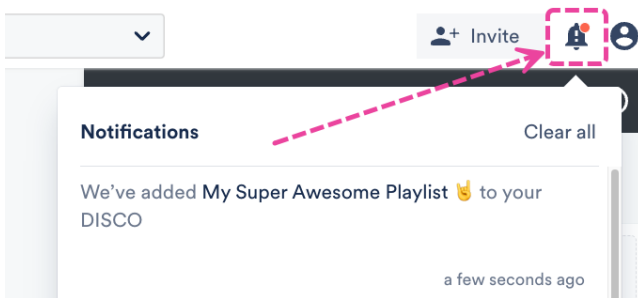 Invite
Notifications
Clear all
We’ve added My Super Awesome Playlist 🤘 to your
DISCO
a few seconds ago